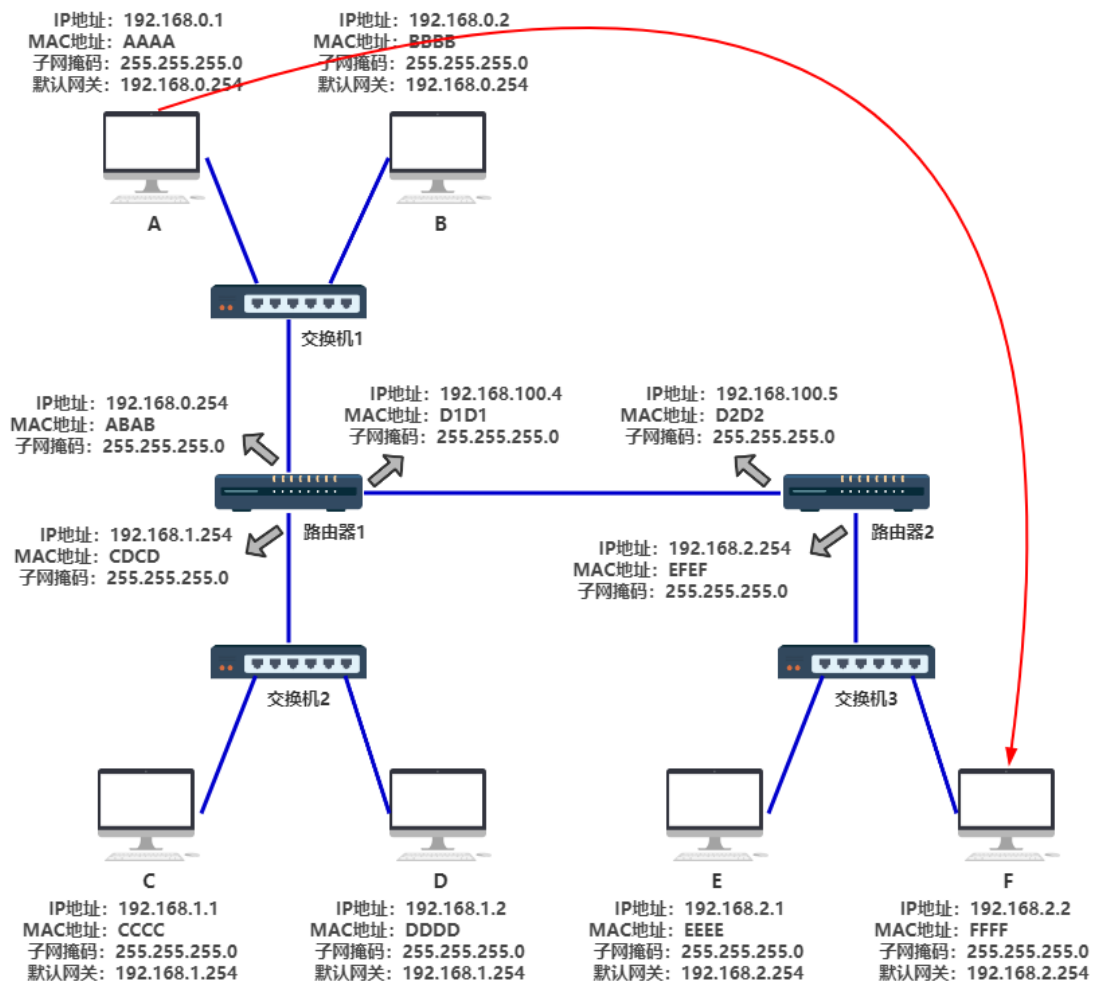 IP地址：192.168.0.1
MAC地址：AAAA
子网掩码：255.255.255.0
默认网关：192.168.0.254
IP地址：192.168.0.2
MAC地址：BBBB
子网掩码：255.255.255.0
默认网关：192.168.0.254
A
B
交换机1
IP地址：192.168.0.254
MAC地址：ABAB
子网掩码：255.255.255.0
IP地址：192.168.100.4
MAC地址：D1D1
子网掩码：255.255.255.0
IP地址：192.168.100.5
MAC地址：D2D2
子网掩码：255.255.255.0
路由器1
路由器2
IP地址：192.168.1.254
MAC地址：CDCD
子网掩码：255.255.255.0
IP地址：192.168.2.254
MAC地址：EFEF
子网掩码：255.255.255.0
交换机2
交换机3
C
D
E
F
IP地址：192.168.1.1
MAC地址：CCCC
子网掩码：255.255.255.0
默认网关：192.168.1.254
IP地址：192.168.1.2
MAC地址：DDDD
子网掩码：255.255.255.0
默认网关：192.168.1.254
IP地址：192.168.2.1
MAC地址：EEEE
子网掩码：255.255.255.0
默认网关：192.168.2.254
IP地址：192.168.2.2
MAC地址：FFFF
子网掩码：255.255.255.0
默认网关：192.168.2.254